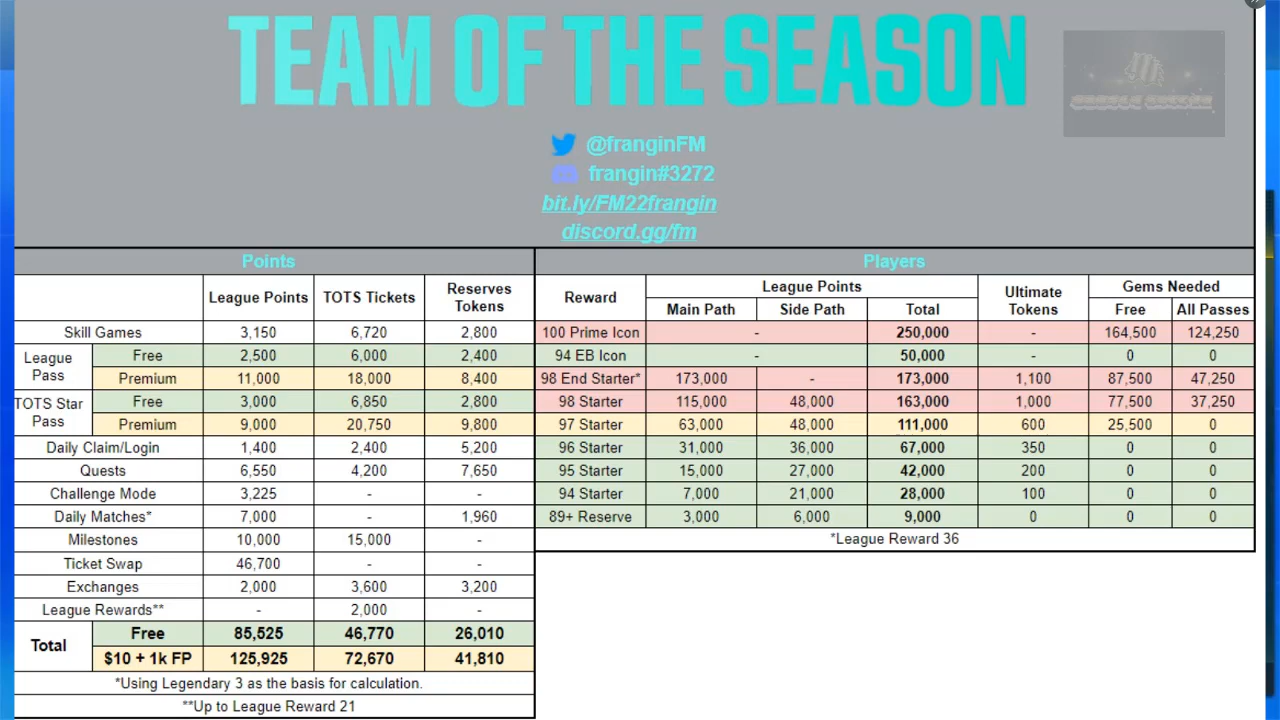 TEAM OF THE SEASON
@franginFM
frangin#3272
bit.ly/FM22frangin
discord.gg/fm
Points
League Points TOTS Tickets Reserves Tokens
Skill Games 3,150 6,720 2,800
League Pass Free 2,500 6,000 2,400
Premium 11,000 18,000 8,400
TOTS Star Pass Free 3,000 6,850 2,800
Premium 9,000 20,750 9,800
Daily Claim/Login 1,400 2,400 5,200
Quests 6,550 4,200 7,650
Challenge Mode 3,225 - -
Daily Matches* 7,000 - 1,960
Milestones 10,000 15,000 -
Ticket Swap 46,700 - -
Exchanges 2,000 3,600 3,200
League Rewards** - 2,000 -
Total Free 85,525 46,770 26,010
$10 + 1k FP 125,925 72,670 41,810
*Using Legendary 3 as the basis for calculation.
**Up to League Reward 21
Players
Reward League Points Ultimate Tokens Gems Needed
Main Path Side Path Total Free All Passes
100 Prime Icon - 250,000 - 164,500 124,250
94 EB Icon - 50,000 - 0 0
98 End Starter* 173,000 - 173,000 1,100 87,500 47,250
98 Starter 115,000 48,000 163,000 1,000 77,500 37,250
97 Starter 63,000 48,000 111,000 600 25,500 0
96 Starter 31,000 36,000 67,000 350 0 0
95 Starter 15,000 27,000 42,000 200 0 0
94 Starter 7,000 21,000 28,000 100 0 0
89+ Reserve 3,000 6,000 9,000 0 0 0
*League Reward 36